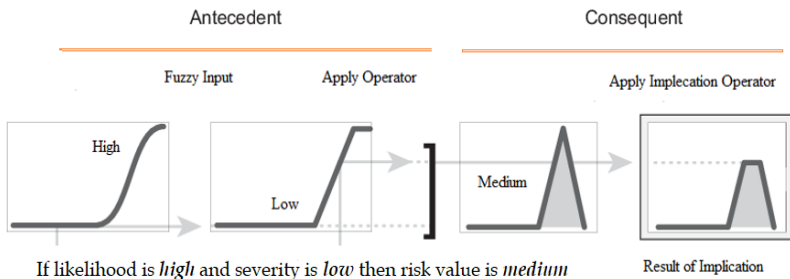 Antecedent
Consequent
Fuzzy Input
Apply Operator
Apply Implecation Operator
High
Low
Medium
If likelihood is high and severity is low then risk value is medium
Result of Implication